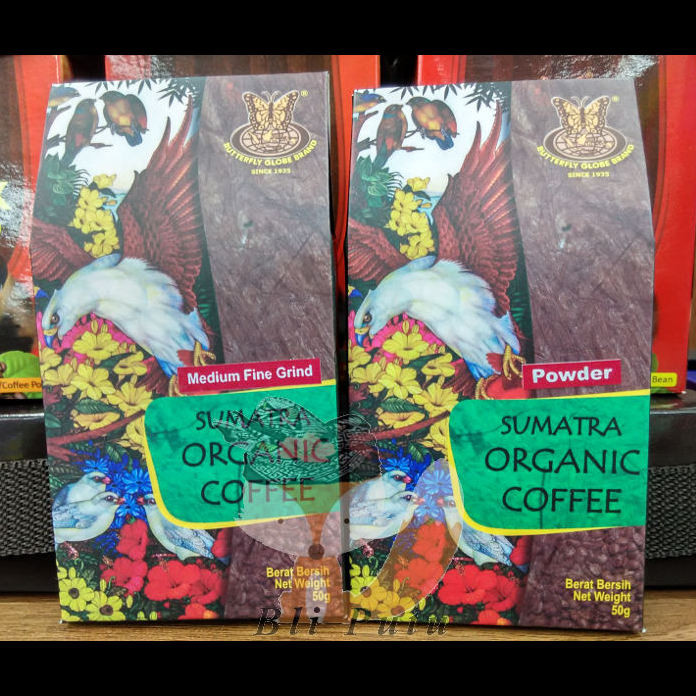 BUTTERFLY GLOBE BRAND
®
SINCE 1935
Medium Fine Grind
SUMATRA
ORGANIC
COFFEE
Berat Bersih
Net Weight
50g
BUTTERFLY GLOBE BRAND
®
SINCE 1935
Powder
SUMATRA
ORGANIC
COFFEE
Berat Bersih
Net Weight
50g
Coffee Po
Bean
Bli Putu